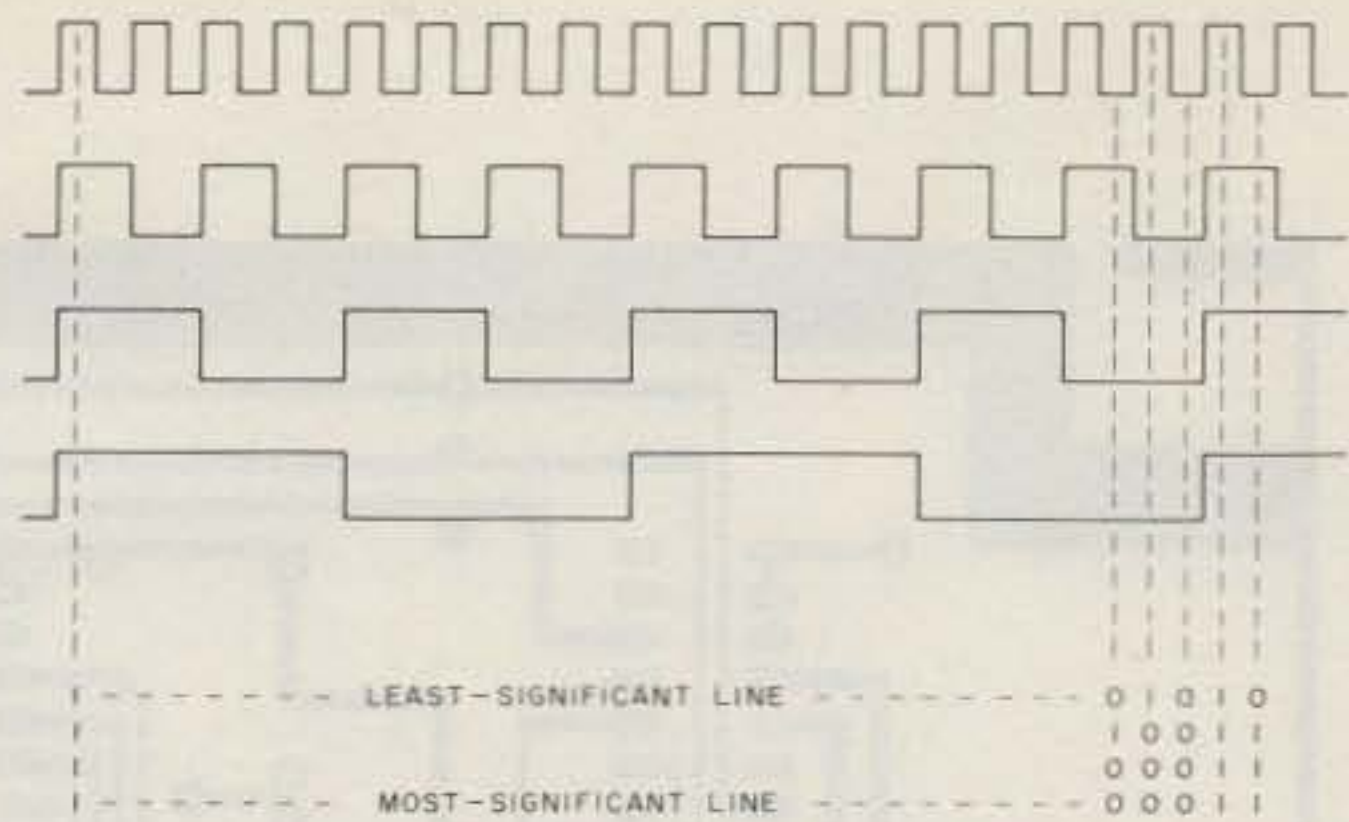 LEAST-SIGNIFICANT LINE 0 1 0 1 0
1 0 0 1 1
0 0 0 1 1
MOST-SIGNIFICANT LINE 0 0 0 1 1